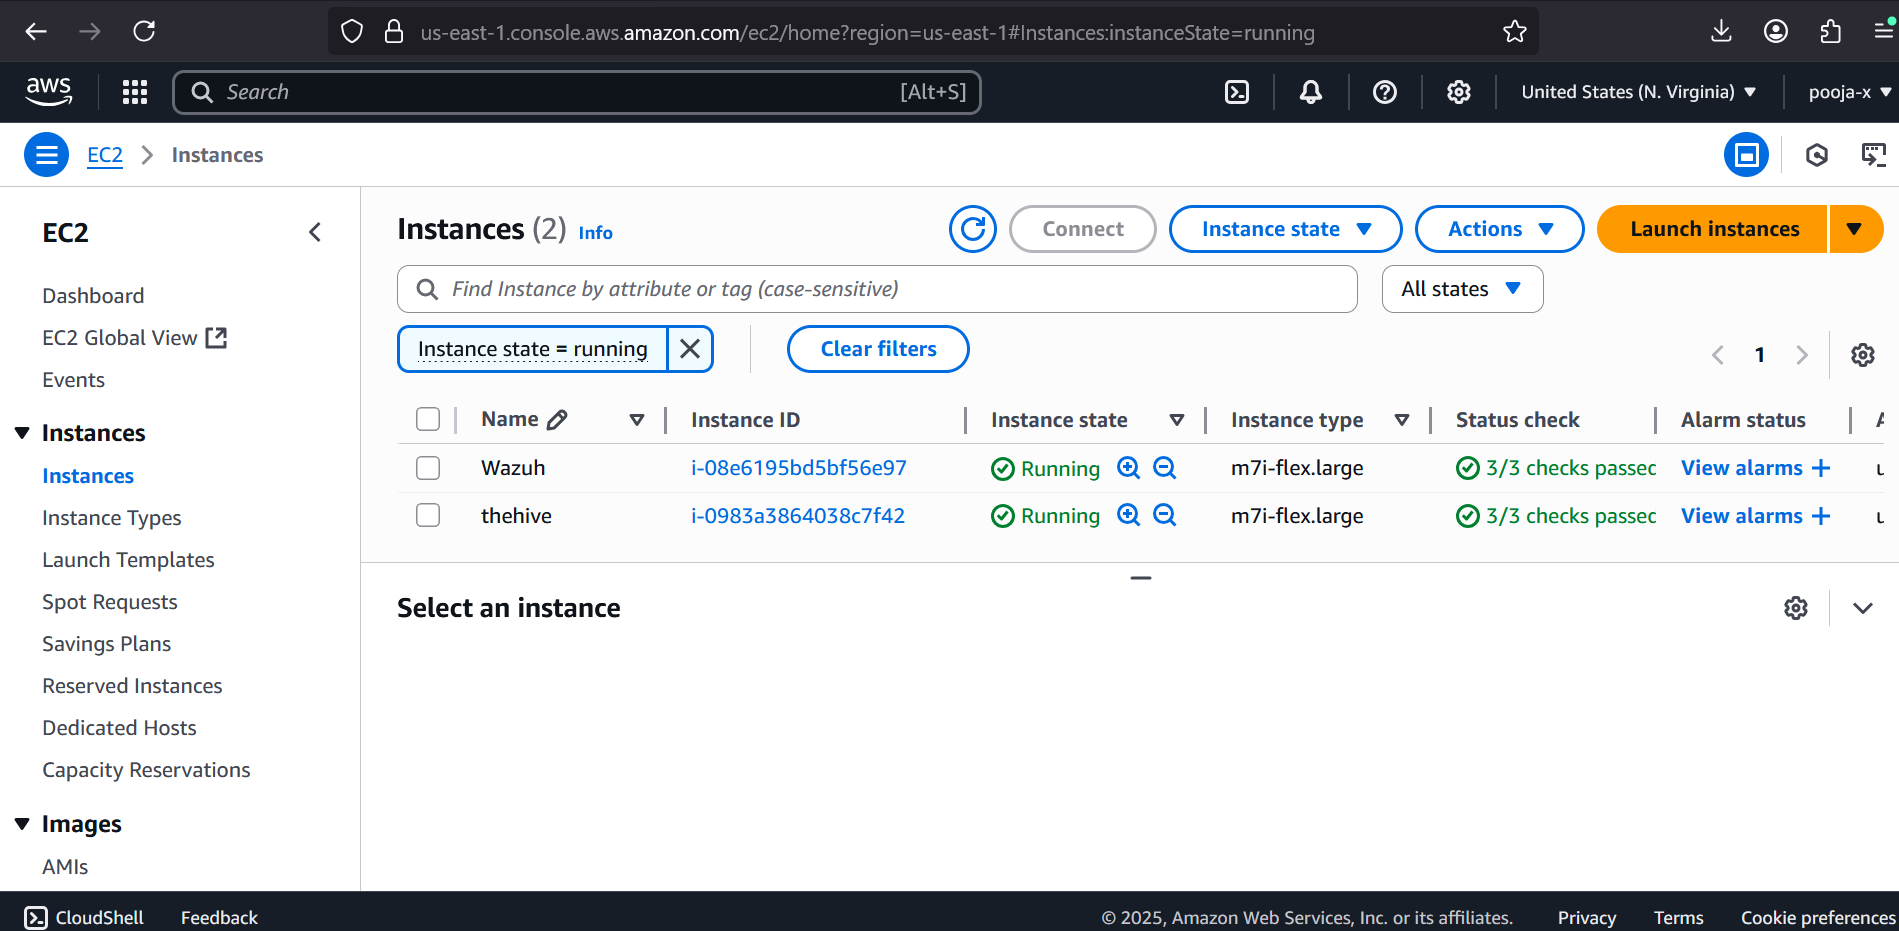 us-east-1.console.aws.amazon.com/ec2/home?region=us-east-1#Instances:instanceState=running
aws Search [Alt+S] United States (N. Virginia) pooja-x
EC2 Instances
EC2
Dashboard
EC2 Global View
Events
Instances
Instances
Instance Types
Launch Templates
Spot Requests
Savings Plans
Reserved Instances
Dedicated Hosts
Capacity Reservations
Images
AMIs
Instances (2) Info Connect Instance state Actions Launch instances
Find Instance by attribute or tag (case-sensitive) All states
Instance state = running Clear filters 1
Name Instance ID Instance state Instance type Status check Alarm status
Wazuh i-08e6195bd5bf56e97 Running m7i-flex.large 3/3 checks passed View alarms
thehive i-0983a3864038c7f42 Running m7i-flex.large 3/3 checks passed View alarms
Select an instance
CloudShell Feedback © 2025, Amazon Web Services, Inc. or its affiliates. Privacy Terms Cookie preferences